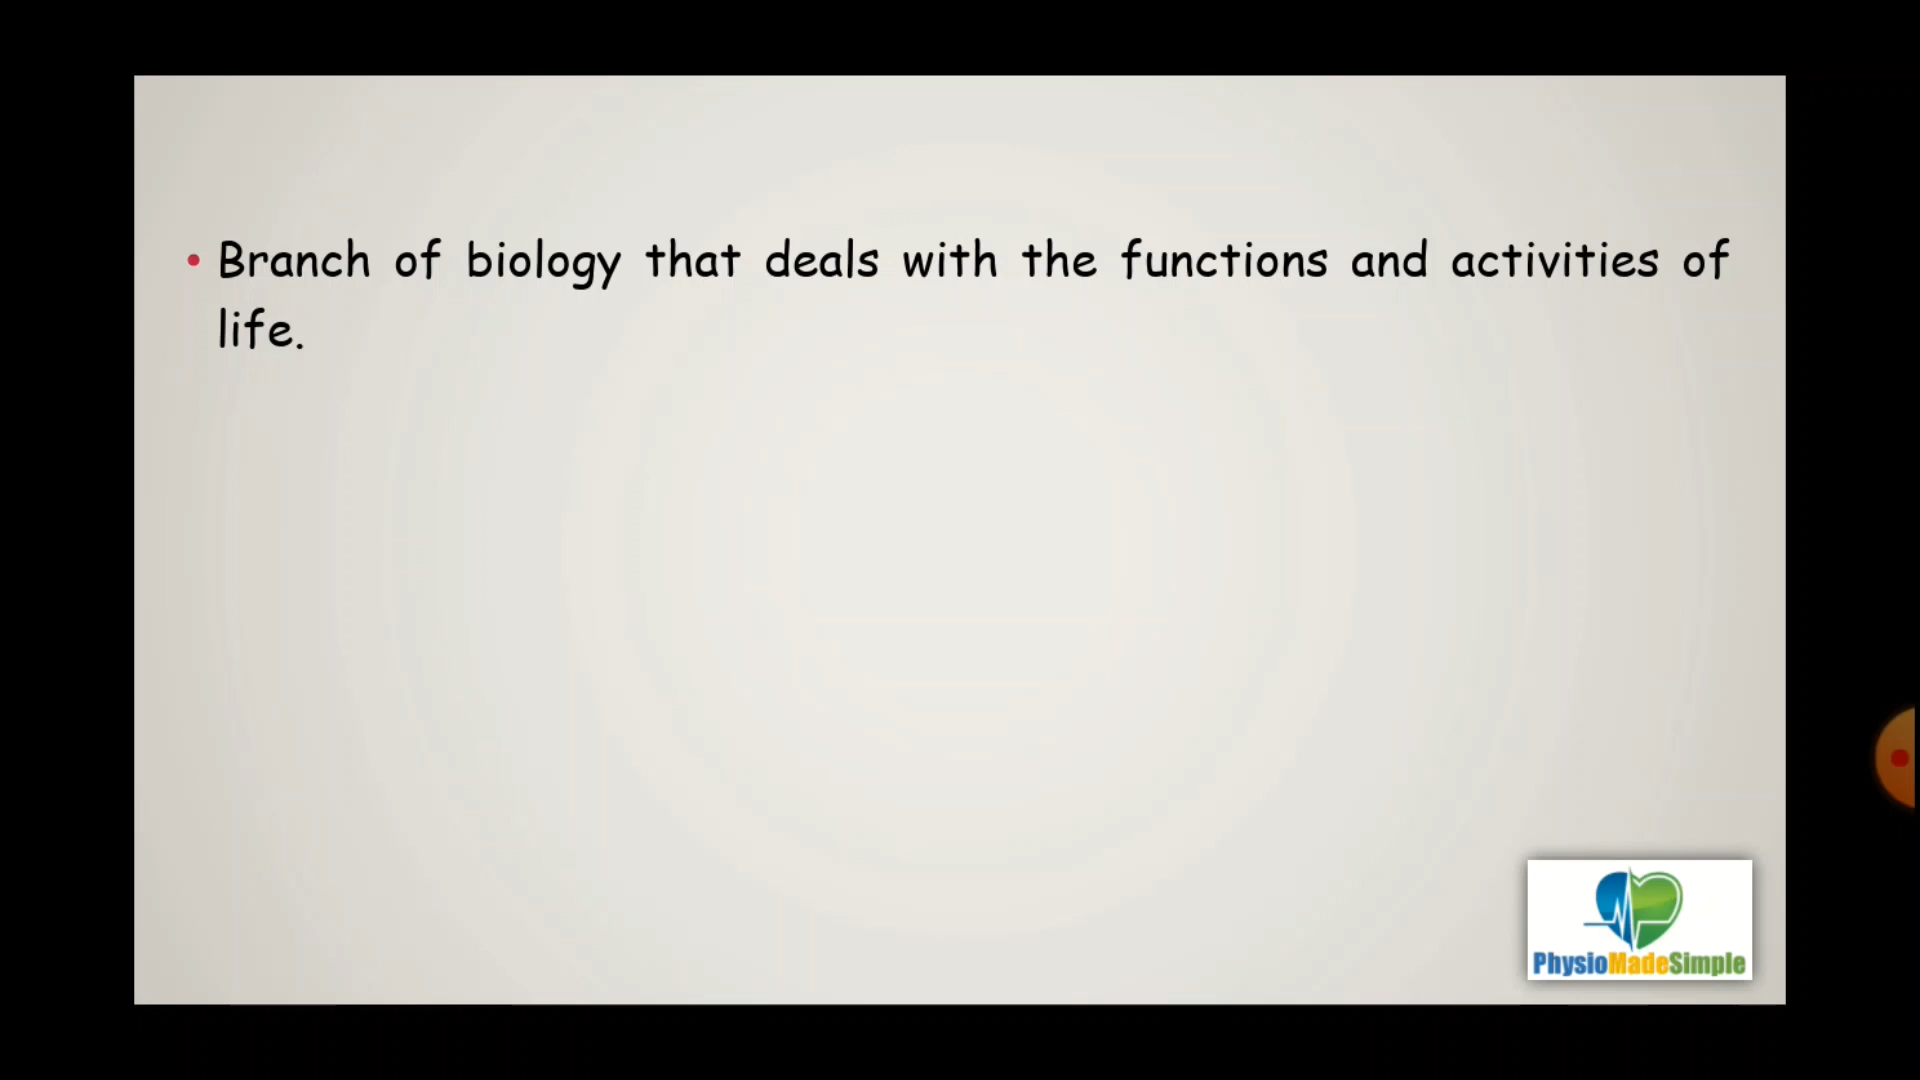 • Branch of biology that deals with the functions and activities of
life.
PhysioMadeSimple